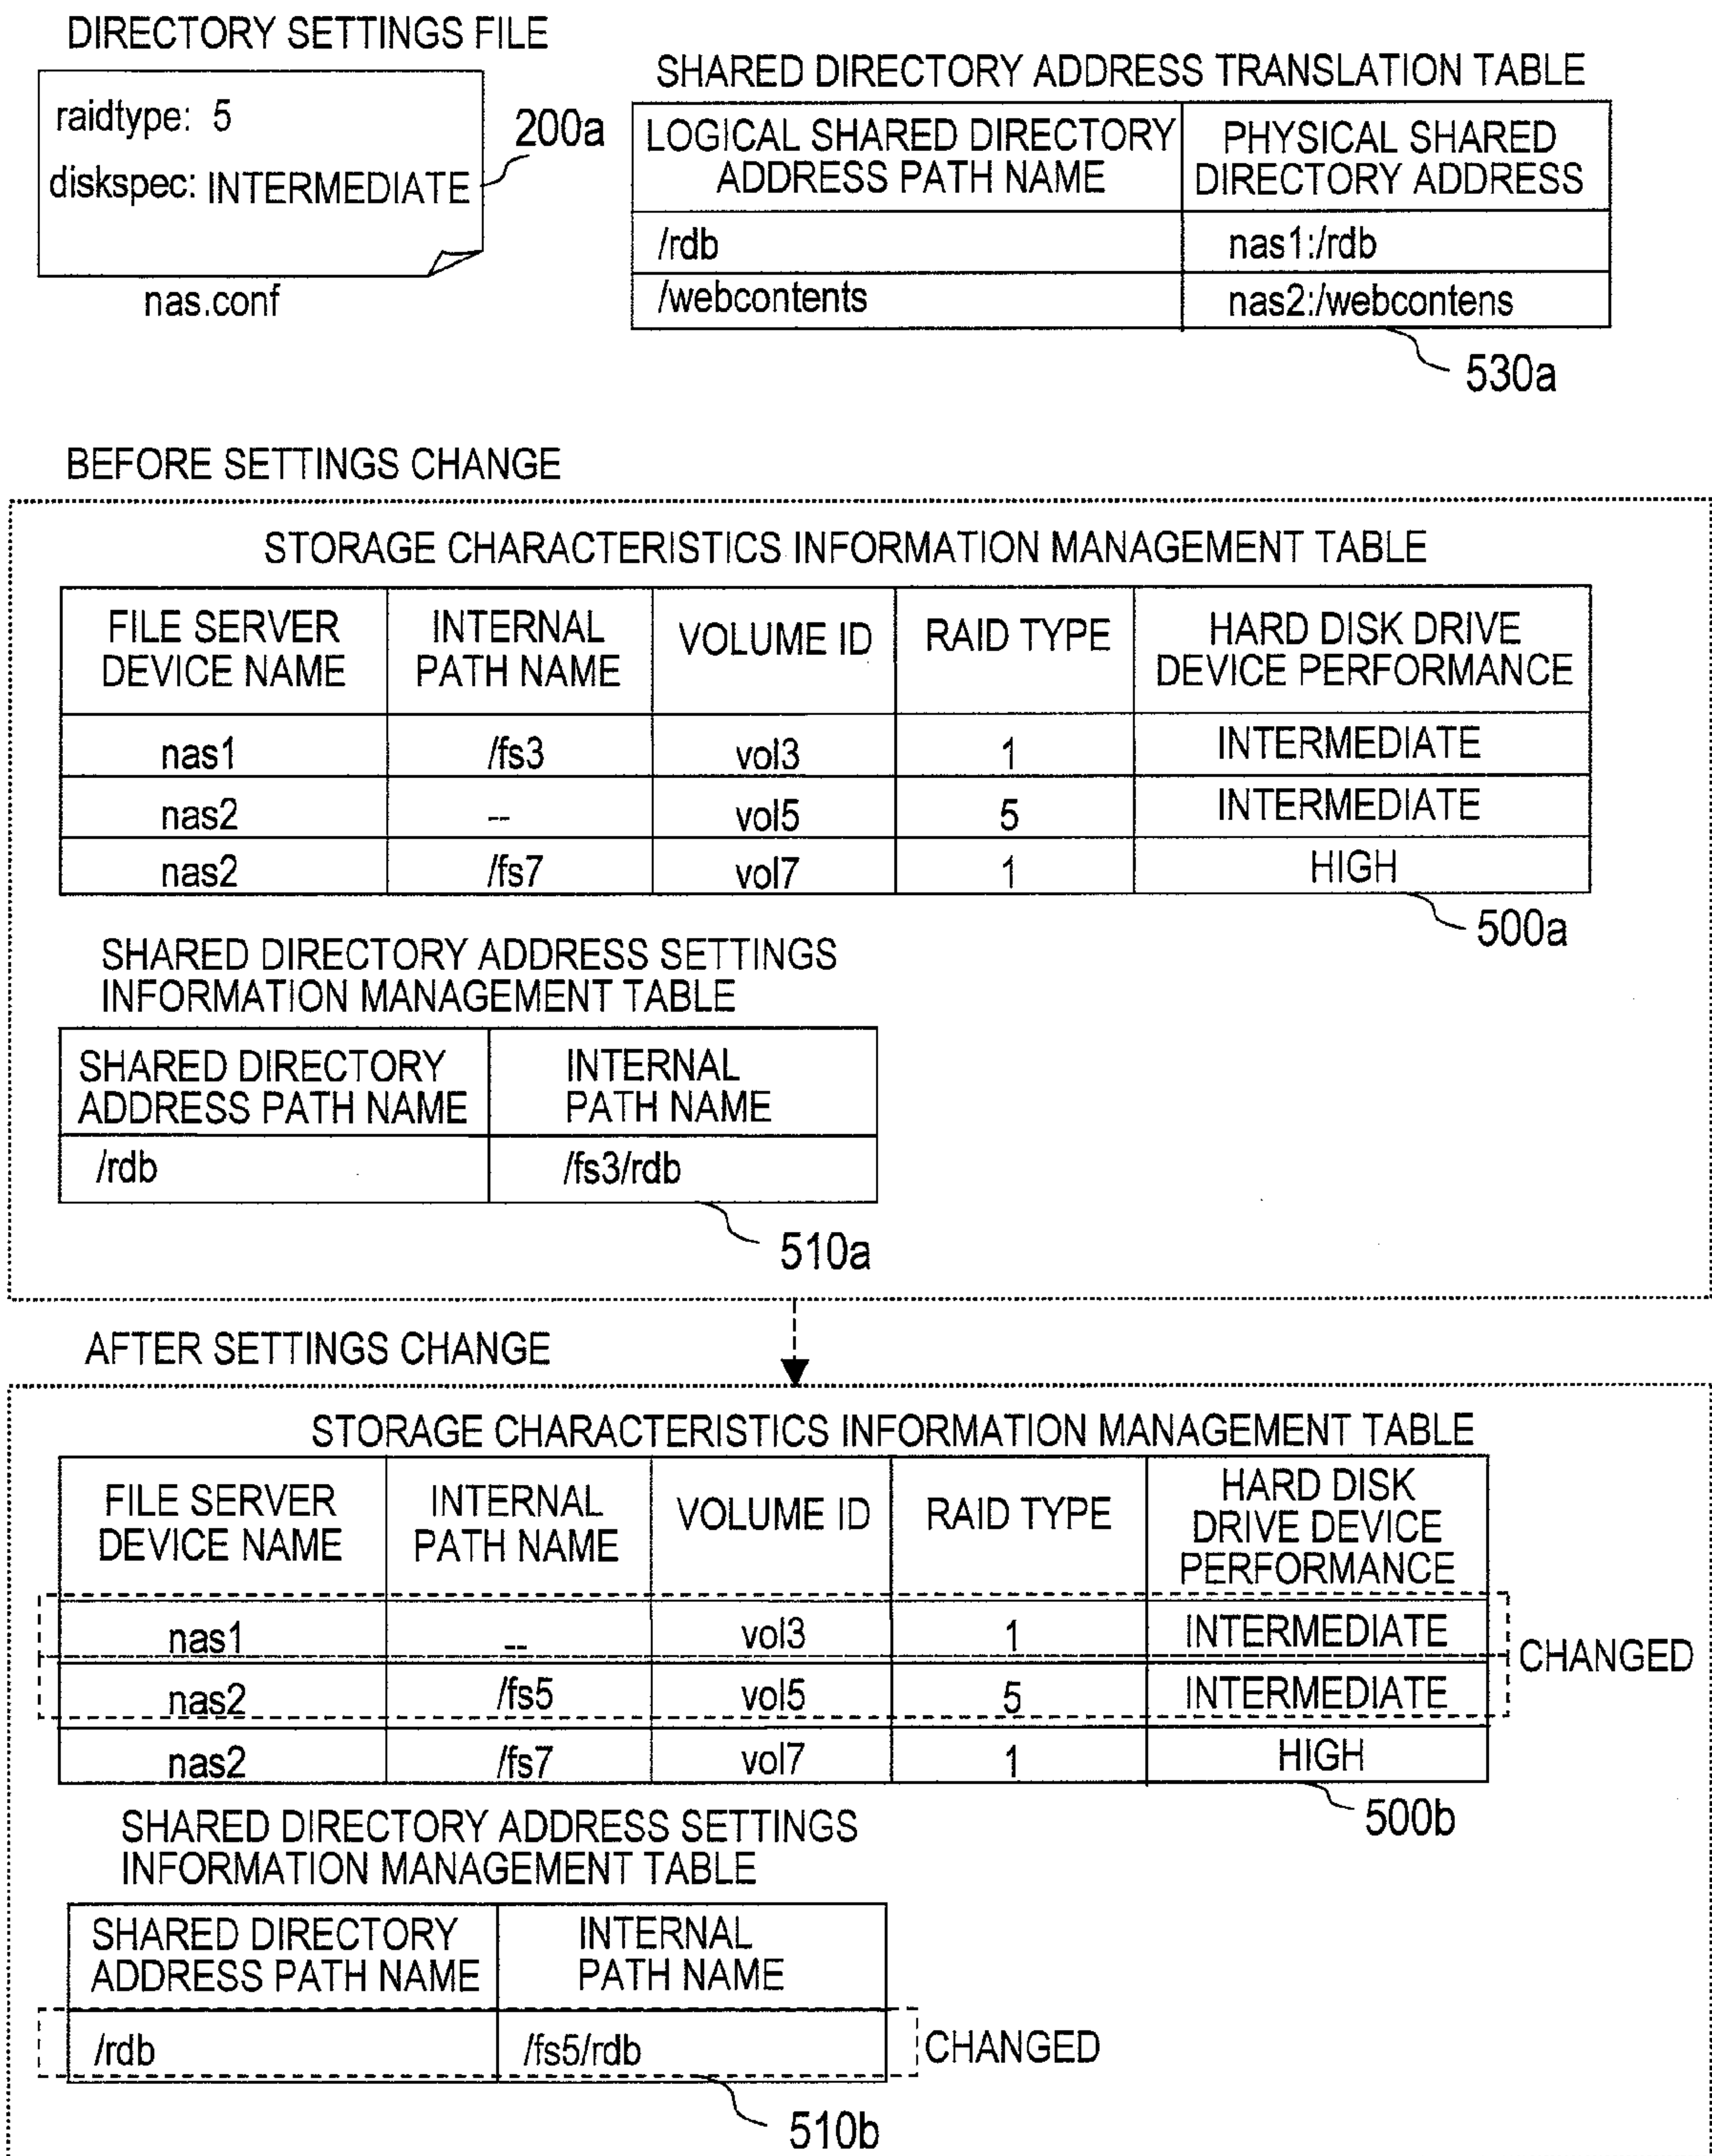 DIRECTORY SETTINGS FILE
raidtype: 5
diskspec: INTERMEDIATE
200a
nas.conf
SHARED DIRECTORY ADDRESS TRANSLATION TABLE
LOGICAL SHARED DIRECTORY PHYSICAL SHARED
ADDRESS PATH NAME DIRECTORY ADDRESS
/rdb nas1:/rdb
/webcontents nas2:/webcontens
530a
BEFORE SETTINGS CHANGE
STORAGE CHARACTERISTICS INFORMATION MANAGEMENT TABLE
FILE SERVER INTERNAL VOLUME ID RAID TYPE HARD DISK DRIVE
DEVICE NAME PATH NAME DEVICE PERFORMANCE
nas1 /fs3 vol3 1 INTERMEDIATE
nas2 -- vol5 5 INTERMEDIATE
nas2 /fs7 vol7 1 HIGH
500a
SHARED DIRECTORY ADDRESS SETTINGS
INFORMATION MANAGEMENT TABLE
SHARED DIRECTORY INTERNAL
ADDRESS PATH NAME PATH NAME
/rdb /fs3/rdb
510a
AFTER SETTINGS CHANGE
STORAGE CHARACTERISTICS INFORMATION MANAGEMENT TABLE
FILE SERVER INTERNAL VOLUME ID RAID TYPE HARD DISK
DEVICE NAME PATH NAME DRIVE DEVICE
PERFORMANCE
nas1 -- vol3 1 INTERMEDIATE
CHANGED
nas2 /fs5 vol5 5 INTERMEDIATE
nas2 /fs7 vol7 1 HIGH
500b
SHARED DIRECTORY ADDRESS SETTINGS
INFORMATION MANAGEMENT TABLE
SHARED DIRECTORY INTERNAL
ADDRESS PATH NAME PATH NAME
/rdb /fs5/rdb CHANGED
510b